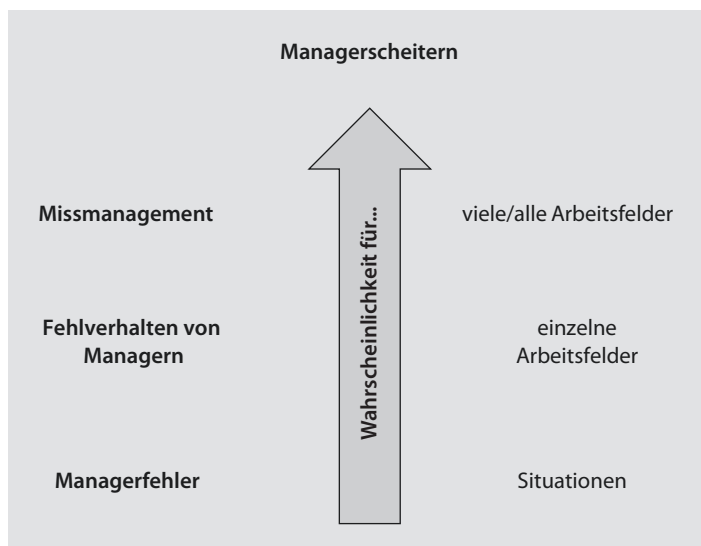 Managerscheitern
Missmanagement
Wahrscheinlichkeit für...
viele/alle Arbeitsfelder
Fehlverhalten von
Managern
einzelne
Arbeitsfelder
Managerfehler
Situationen